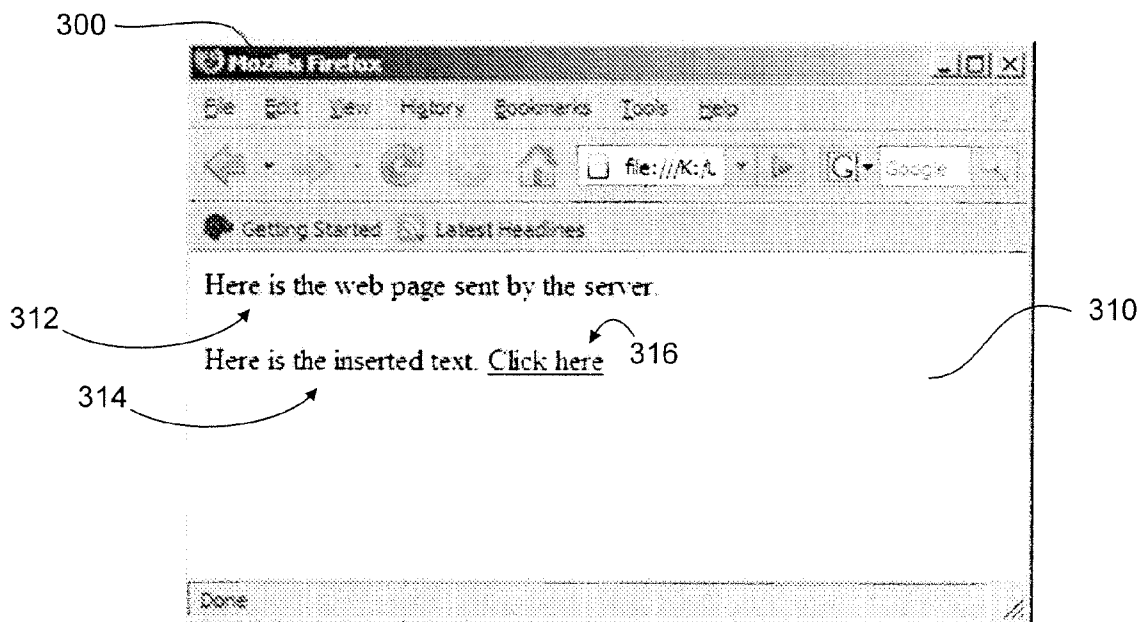 300
Mozilla Firefox
File Edit View History Bookmarks Tools Help
file:///K:/L G Google
Getting Started Latest Headlines
Here is the web page sent by the server.
312
310
Here is the inserted text. Click here
316
314
Done